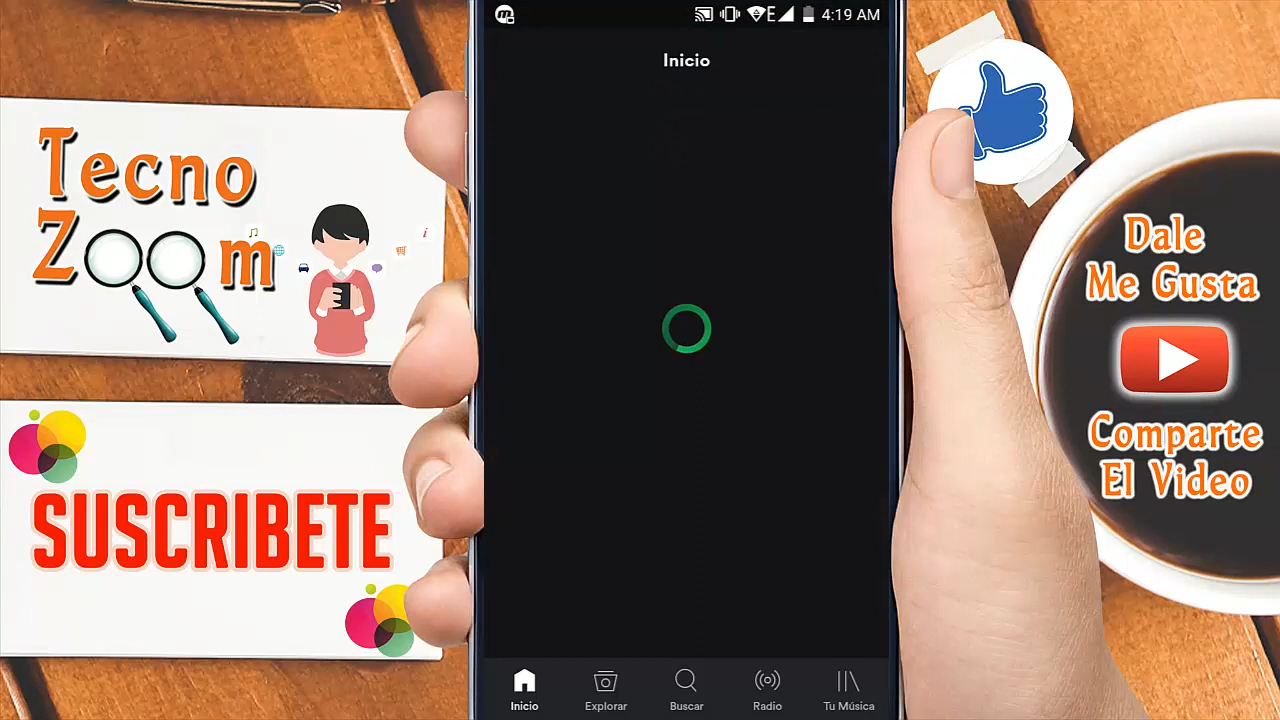 4:19 AM
Inicio
Tecno
Zoom
SUSCRIBETE
Dale
Me Gusta
Comparte
El Video
Inicio
Explorar
Buscar
Radio
Tu Música